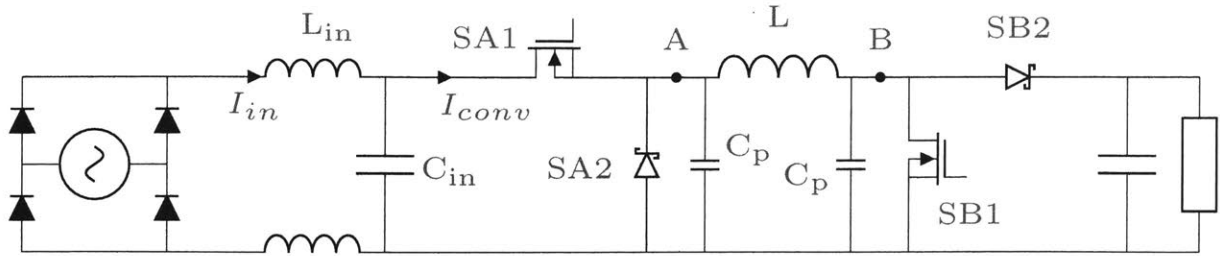 L_in
I_in
I_conv
C_in
SA1
SA2
A
L
B
C_p
C_p
SB2
SB1